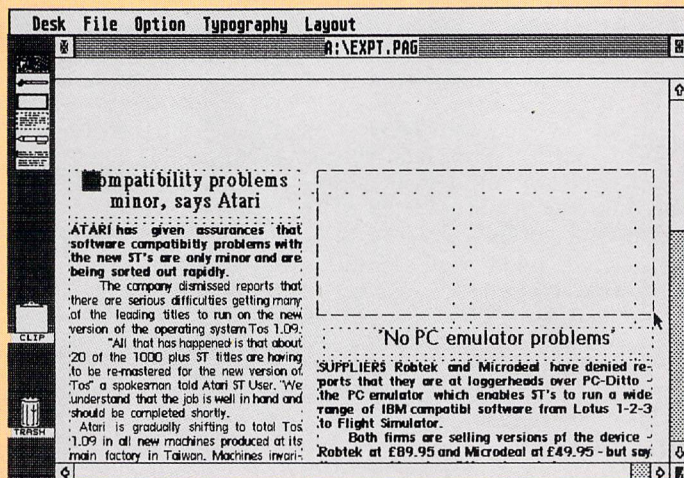 Desk File Option Typography Layout
A:\EXPT.PAG
CLIP
TRASH
ompatibility problems
minor, says Atari
ATARI has given assurances that
software compatibitly problems with
the new ST's are only minor and are
being sorted out rapidly.
The company dismissed reports that
there are serious difficulties getting many
of the leading titles to run on the new
version of the operating system Tos 1.09.
"All that has happened is that about
20 of the 1000 plus ST titles are having
to be re-mastered for the new version of
Tos" a spokesman told Atari ST User. "We
understand that the job is well in hand and
should be completed shortly.
Atari is gradually shifting to total Tos
1.09 in all new machines produced at its
main factory in Taiwan. Machines invari-
'No PC emulator problems'
SUPPLIERS Robtek and Microdeal have denied re-
ports that they are at loggerheads over PC-Ditto -
the PC emulator which enables ST's to run a wide
range of IBM compatibl software from Lotus 1-2-3
to Flight Simulator.
Both firms are selling versions pf the device -
Robtek at £89.95 and Microdeal at £49.95 - but say